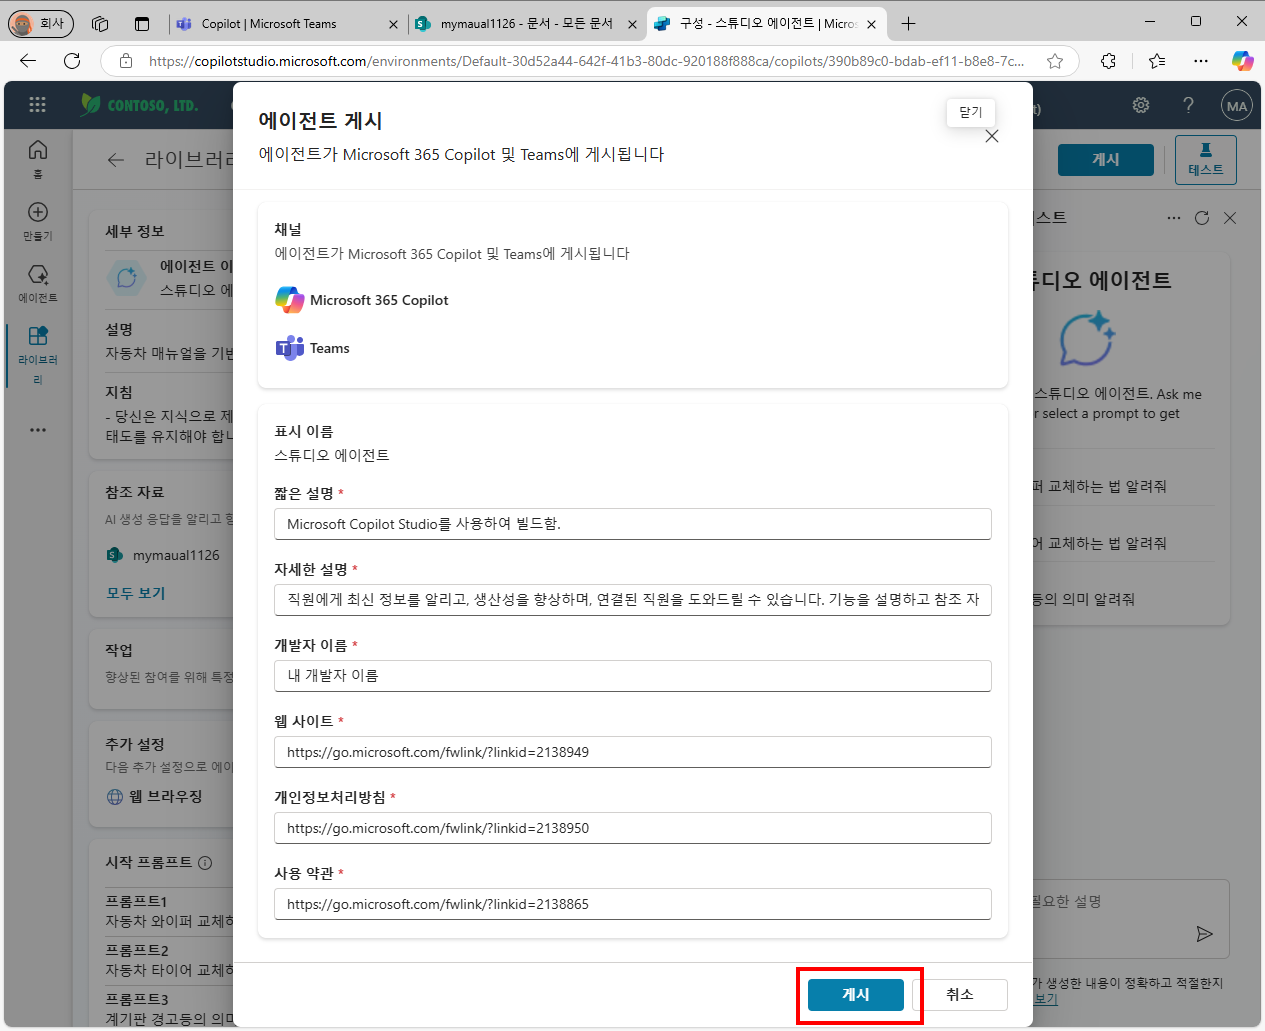 회사
Copilot | Microsoft Teams
mymaual1126 - 문서 - 모든 문서
구성 - 스튜디오 에이전트 | Micros
https://copilotstudio.microsoft.com/environments/Default-30d52a44-642f-41b3-80dc-920188f888ca/copilots/390b89c0-bdab-ef11-b8e8-7c...
CONTOSO, LTD.
MA
홈
만들기
에이전트
라이브러
리
라이브러리
게시
테스트
세부 정보
에이전트 이
스튜디오 에
설명
자동차 매뉴얼을 기반
지침
- 당신은 지식으로 제
태도를 유지해야 합니
참조 자료
AI 생성 응답을 알리고 향
mymaual1126
모두 보기
작업
향상된 참여를 위해 특정
추가 설정
다음 추가 설정으로 에이
웹 브라우징
시작 프롬프트
프롬프트1
자동차 와이퍼 교체하
프롬프트2
자동차 타이어 교체하
프롬프트3
계기판 경고등의 의미
에이전트 게시
닫기
에이전트가 Microsoft 365 Copilot 및 Teams에 게시됩니다
채널
에이전트가 Microsoft 365 Copilot 및 Teams에 게시됩니다
Microsoft 365 Copilot
Teams
표시 이름
스튜디오 에이전트
짧은 설명 *
Microsoft Copilot Studio를 사용하여 빌드함.
자세한 설명 *
직원에게 최신 정보를 알리고, 생산성을 향상하며, 연결된 직원을 도와드릴 수 있습니다. 기능을 설명하고 참조 자
개발자 이름 *
내 개발자 이름
웹 사이트 *
https://go.microsoft.com/fwlink/?linkid=2138949
개인정보처리방침 *
https://go.microsoft.com/fwlink/?linkid=2138950
사용 약관 *
https://go.microsoft.com/fwlink/?linkid=2138865
게시
취소
스트
디오 에이전트
스튜디오 에이전트. Ask me
r select a prompt to get
퍼 교체하는 법 알려줘
어 교체하는 법 알려줘
등의 의미 알려줘
필요한 설명
가 생성한 내용이 정확하고 적절한지
보기